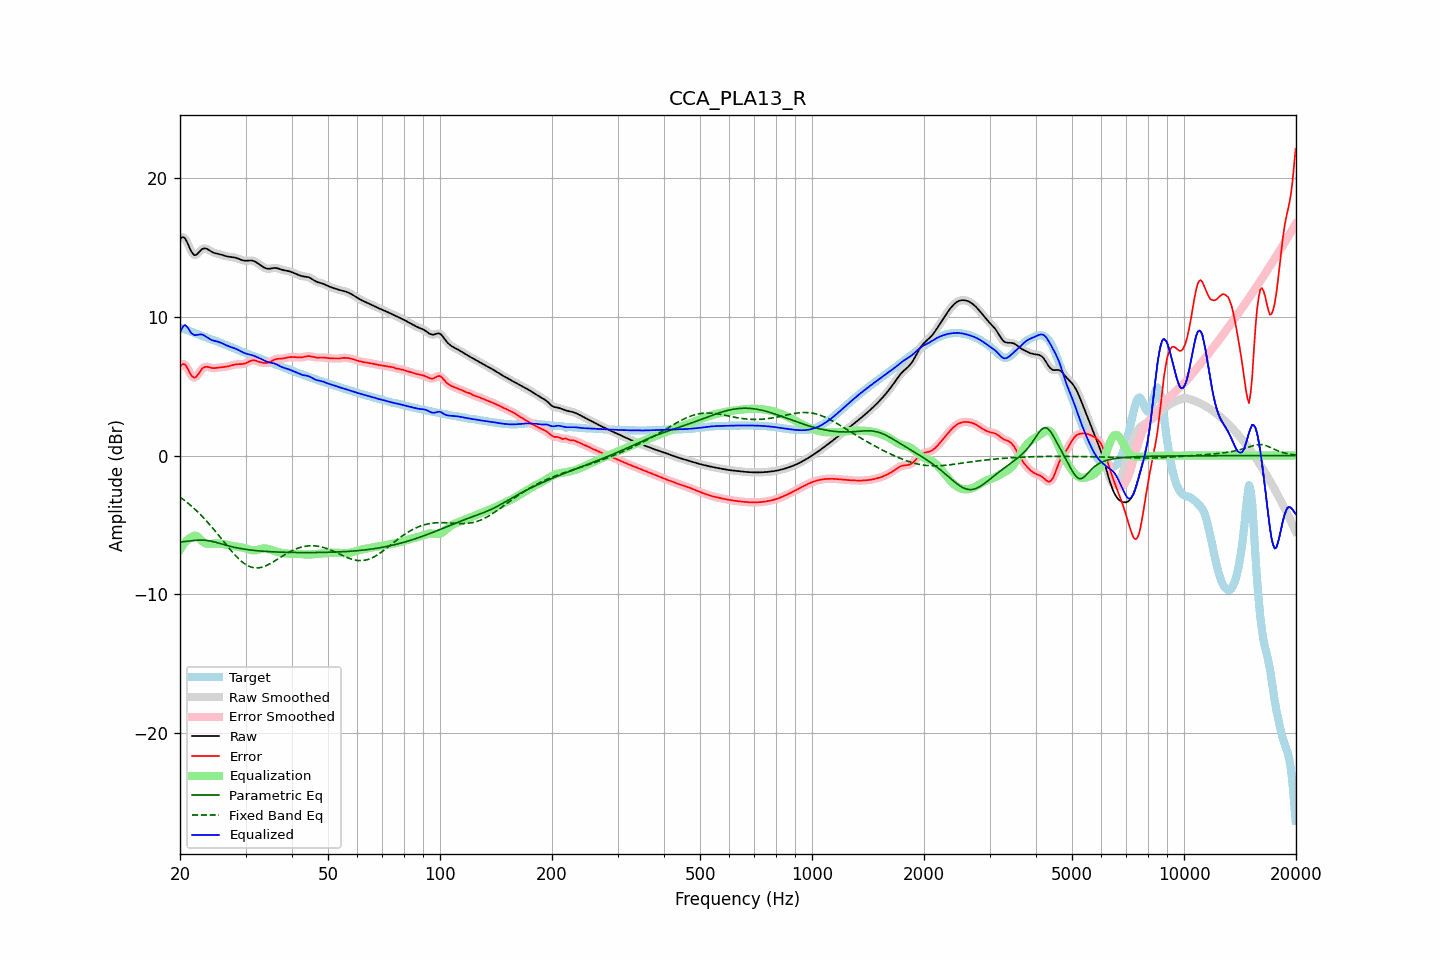 CCA_PLA13_R
Amplitude (dBr)
20
10
0
−10
−20
Target
Raw Smoothed
Error Smoothed
Raw
Error
Equalization
Parametric Eq
Fixed Band Eq
Equalized
20 50 100 200 500 1000 2000 5000 10000 20000
Frequency (Hz)